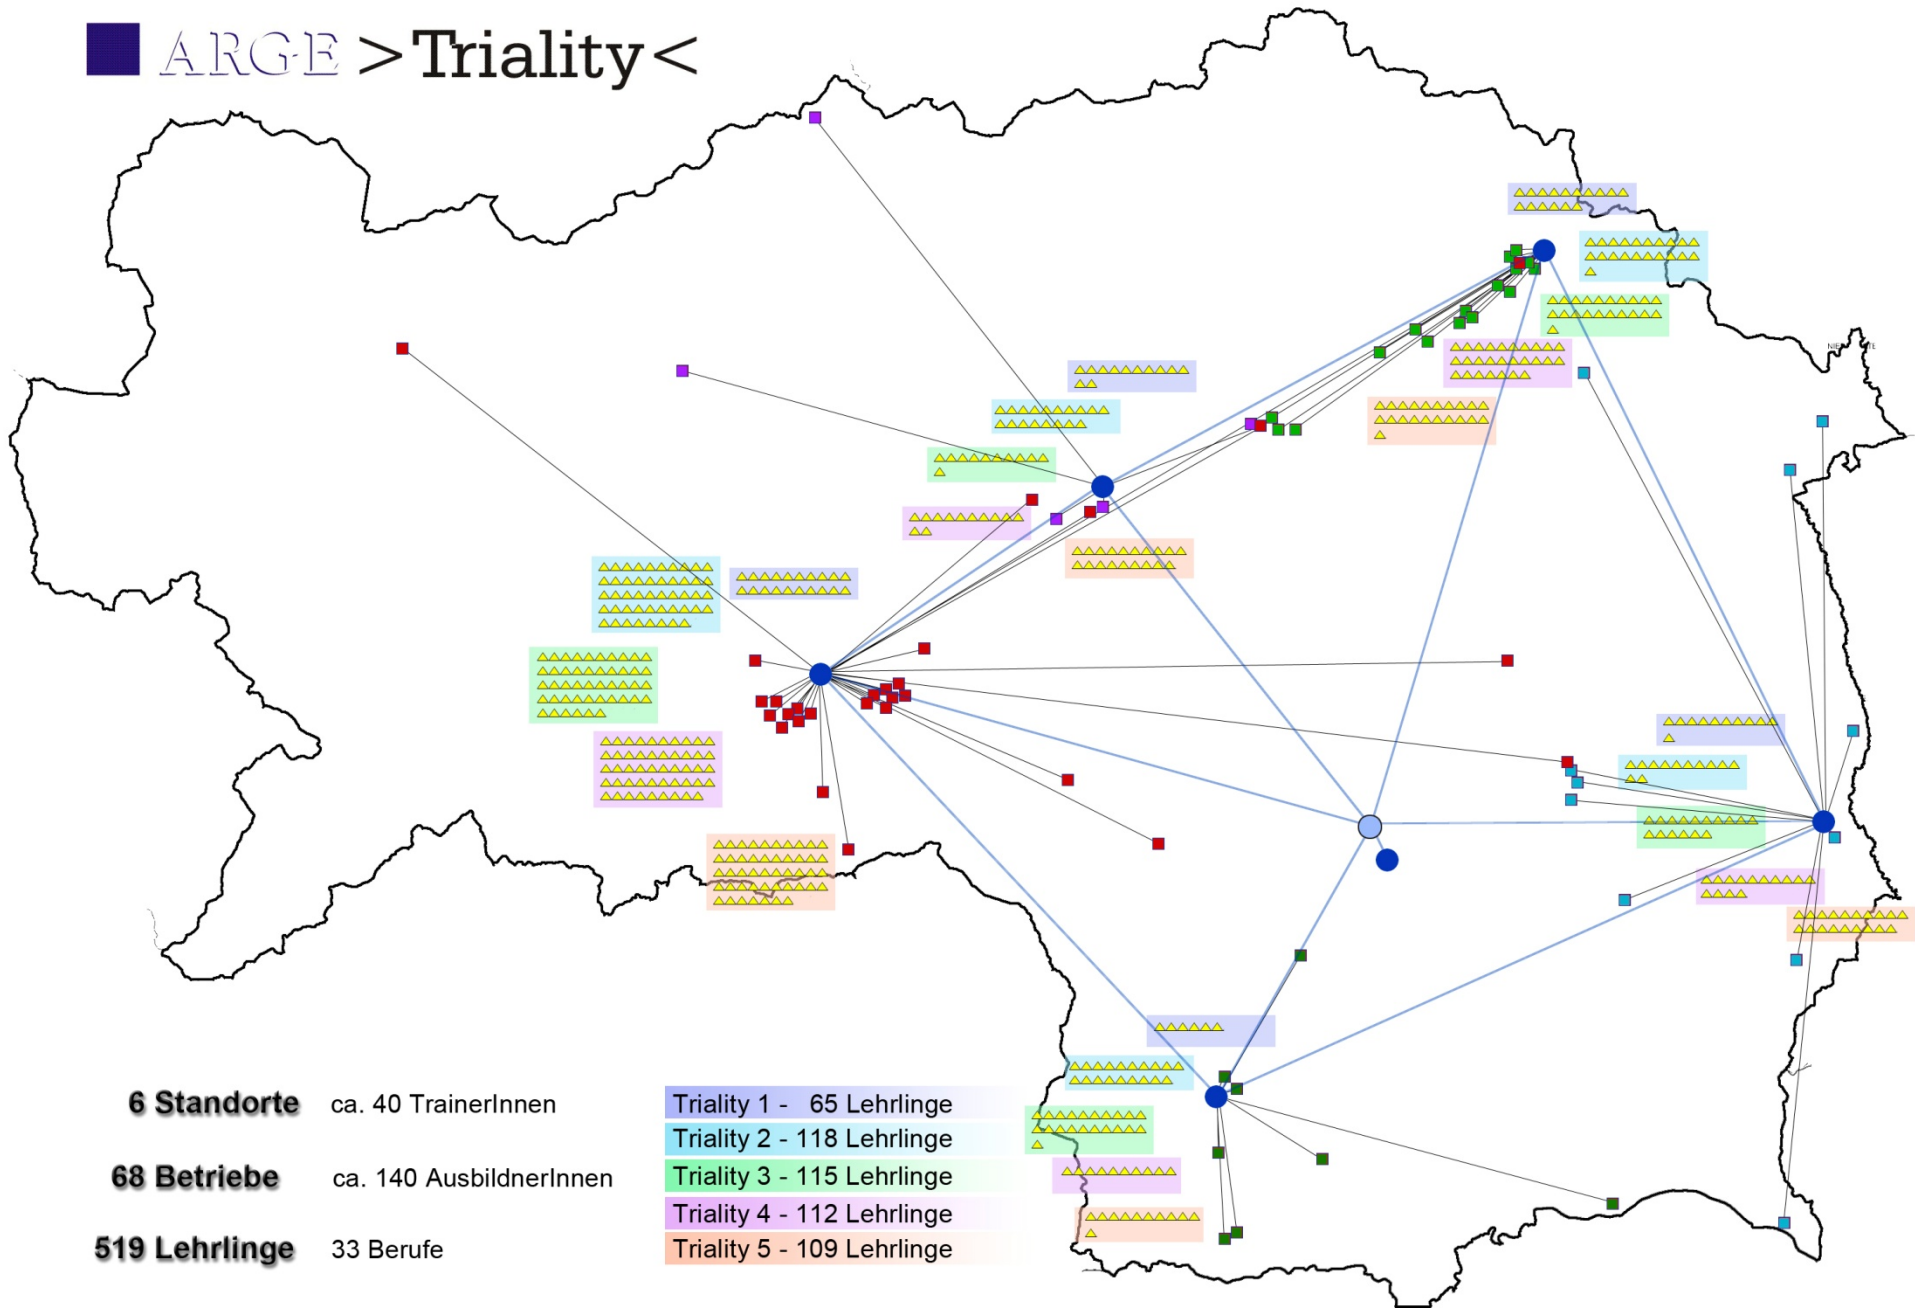 ARGE >Triality<
6 Standorte ca. 40 TrainerInnen
68 Betriebe ca. 140 AusbildnerInnen
519 Lehrlinge 33 Berufe
Triality 1 - 65 Lehrlinge
Triality 2 - 118 Lehrlinge
Triality 3 - 115 Lehrlinge
Triality 4 - 112 Lehrlinge
Triality 5 - 109 Lehrlinge